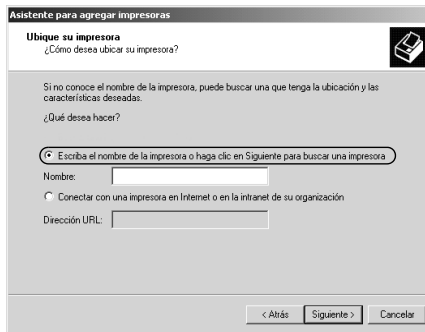 Asistente para agregar impresoras
Ubique su impresora
¿Cómo desea ubicar su impresora?
Si no conoce el nombre de la impresora, puede buscar una que tenga la ubicación y las
características deseadas.
¿Qué desea hacer?
Escriba el nombre de la impresora o haga clic en Siguiente para buscar una impresora
Nombre:
Conectar con una impresora en Internet o en la intranet de su organización
Dirección URL:
< Atrás Siguiente > Cancelar